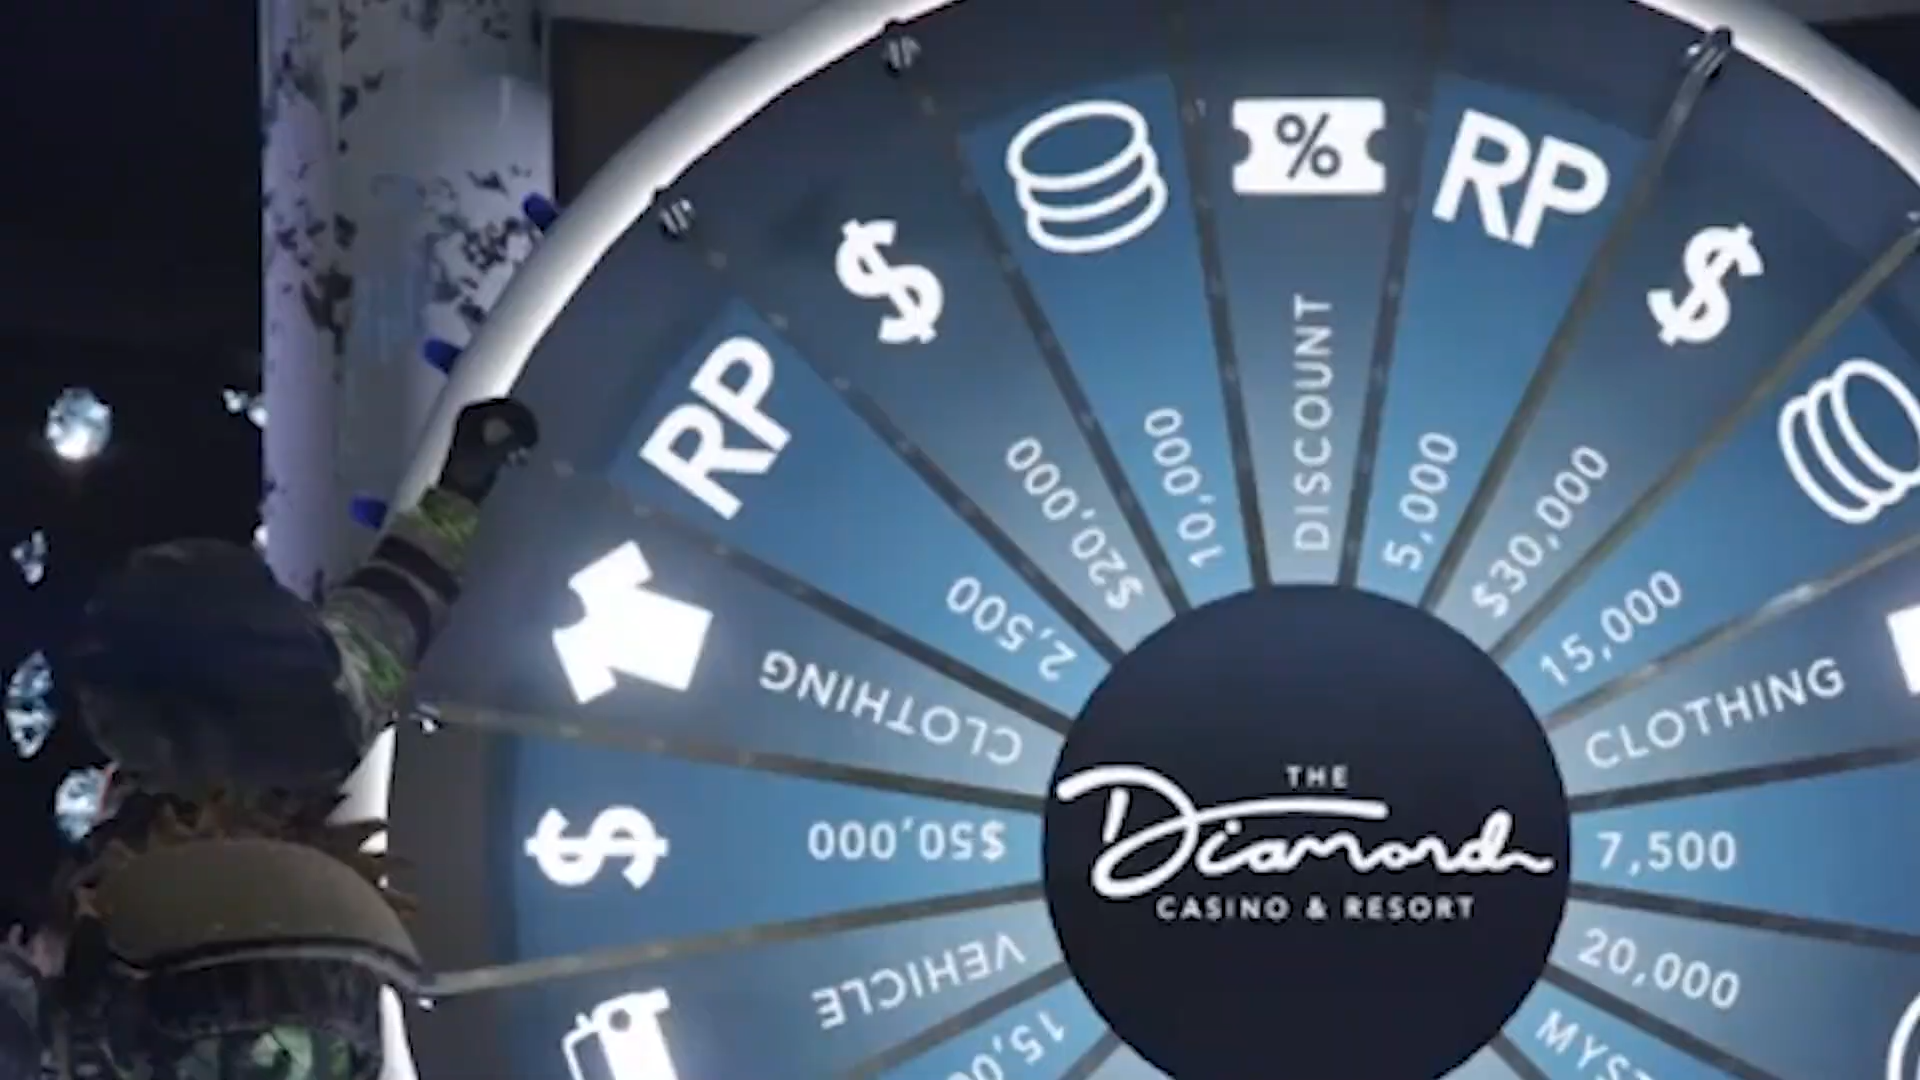 %
RP
RP
$
$
DISCOUNT
10,000
5,000
$20,000
$30,000
2,500
15,000
CLOTHING
CLOTHING
$
$50,000
THE
Diamond
CASINO & RESORT
7,500
VEHICLE
20,000